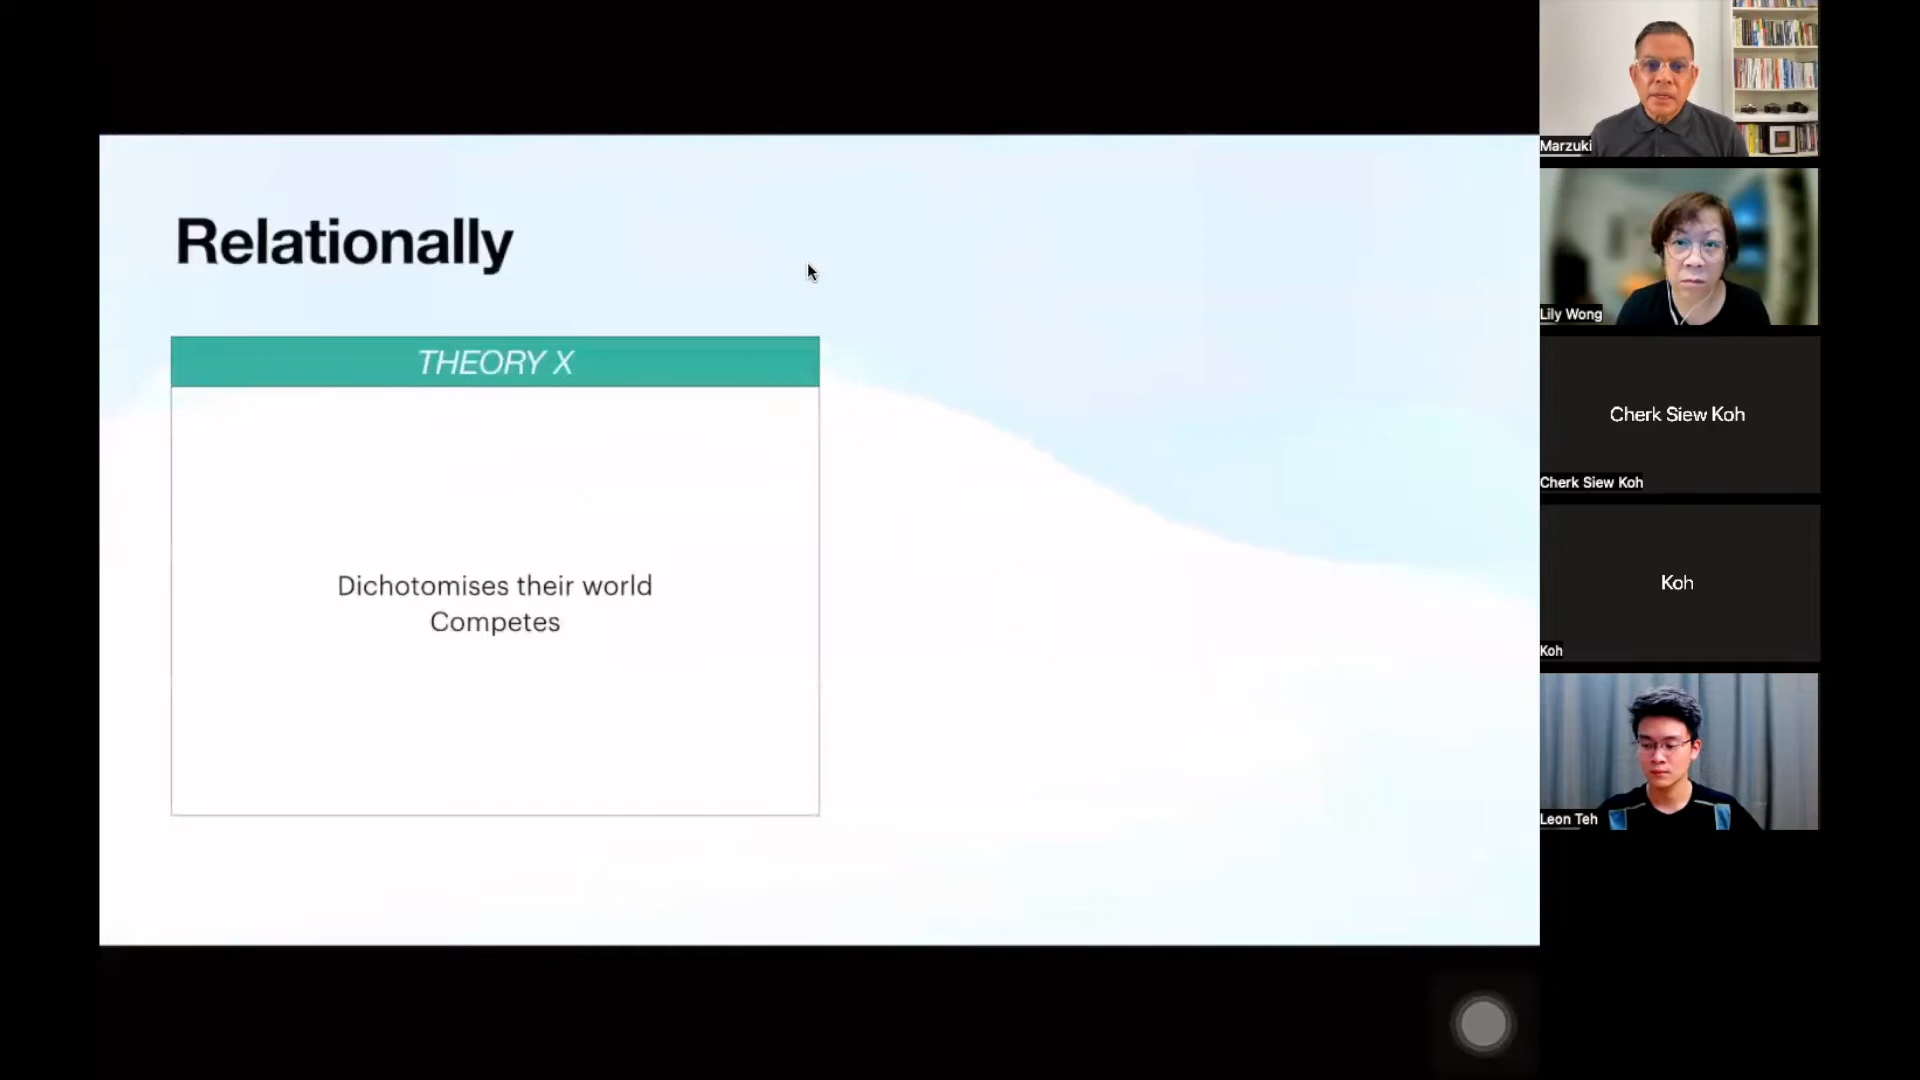 Relationally
THEORY X
Dichotomises their world
Competes
Marzuki
Lily Wong
Cherk Siew Koh
Cherk Siew Koh
Koh
Koh
Leon Teh